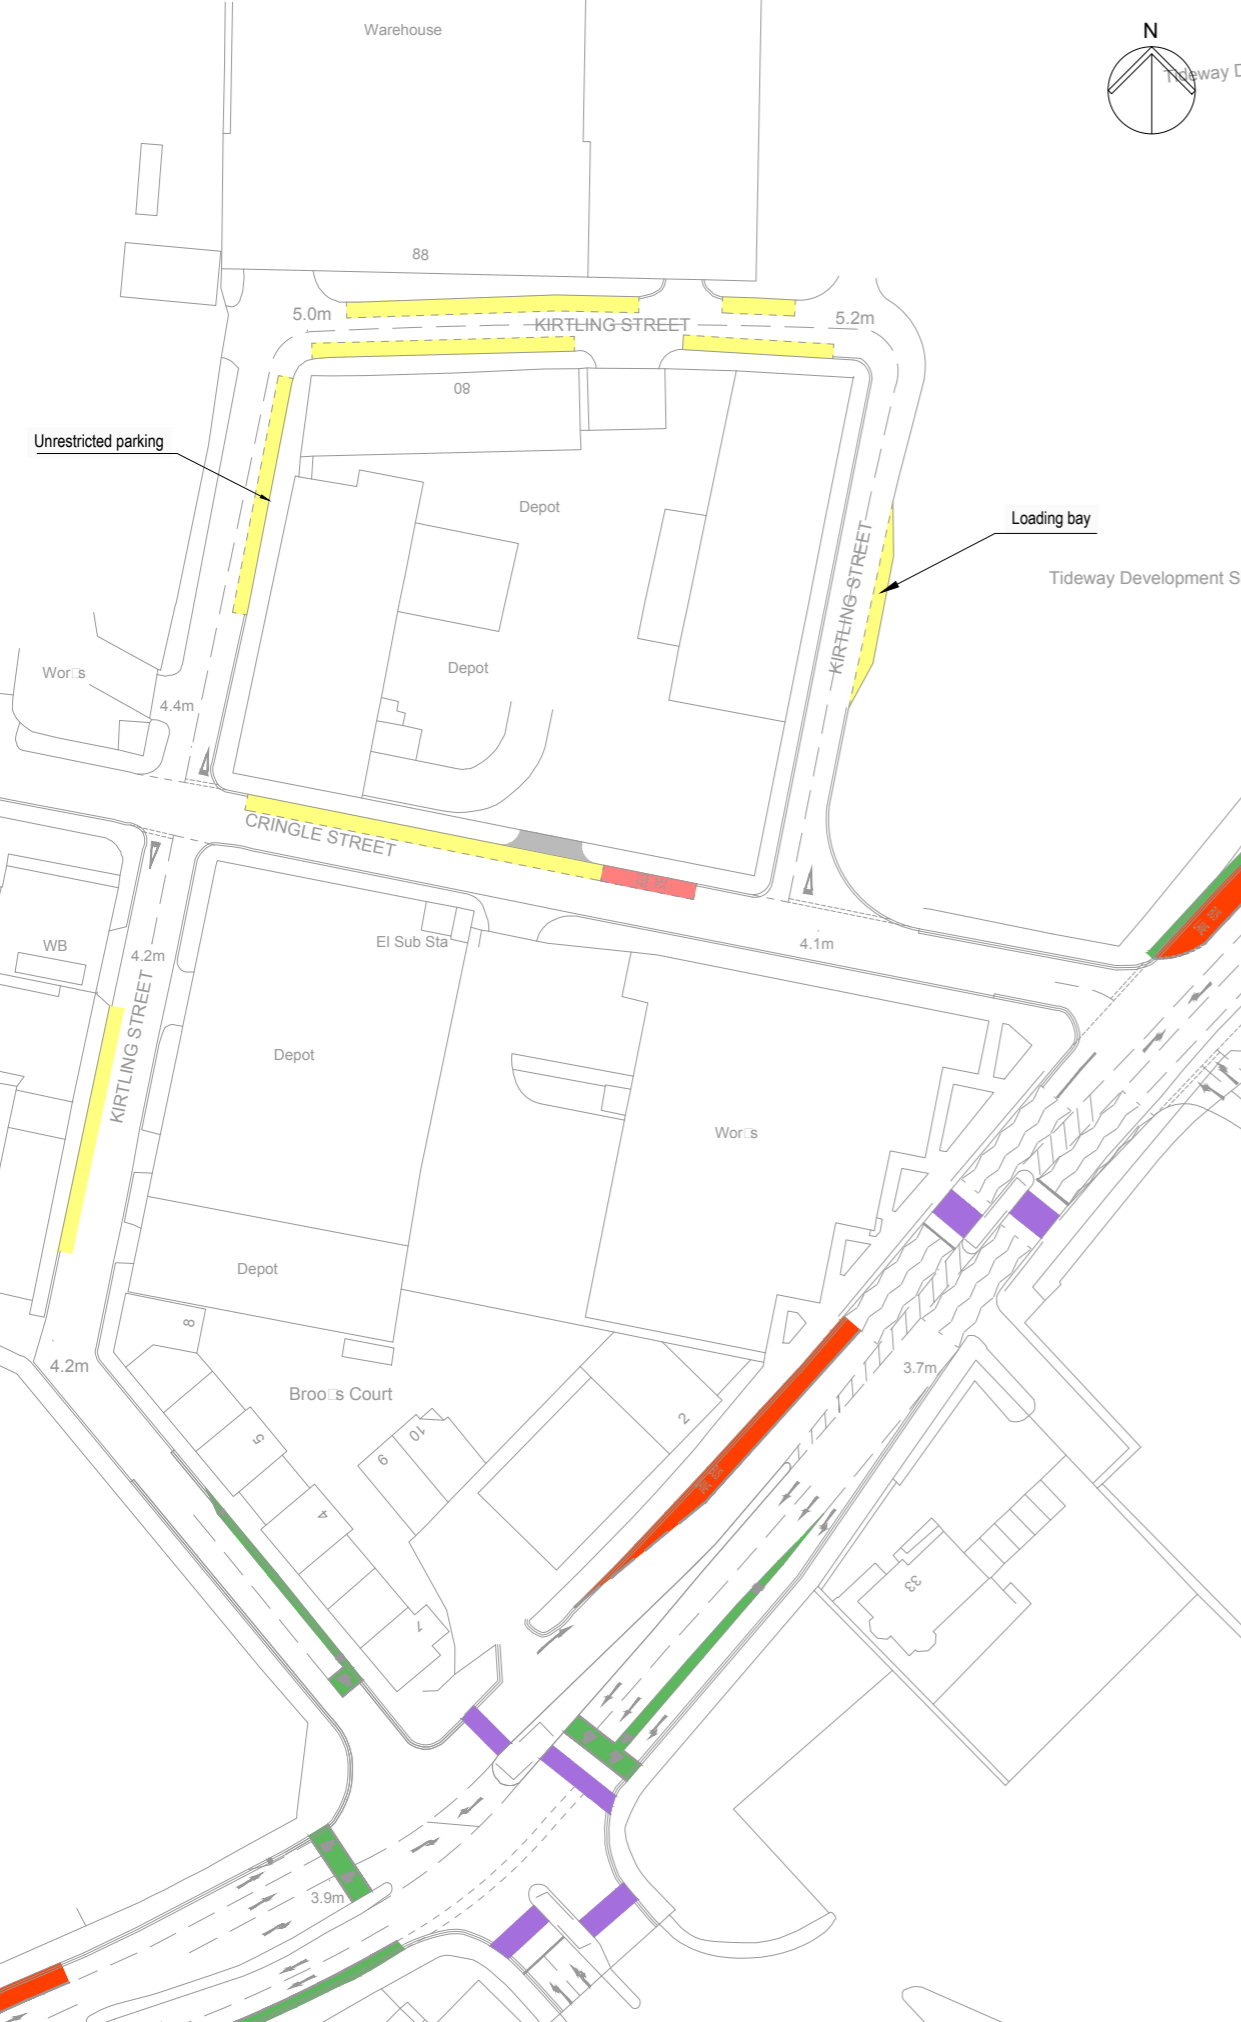 Warehouse
N
Tideway D
88
5.0m
KIRTLING STREET
5.2m
80
Unrestricted parking
Depot
Loading bay
KIRTLING STREET
Tideway Development S
Depot
Wor□s
4.4m
CRINGLE STREET
WB
El Sub Sta
4.1m
4.2m
KIRTLING STREET
Depot
Wor□s
Depot
8
4.2m
3.7m
Broo□s Court
2
5
10
9
4
33
7
3.9m